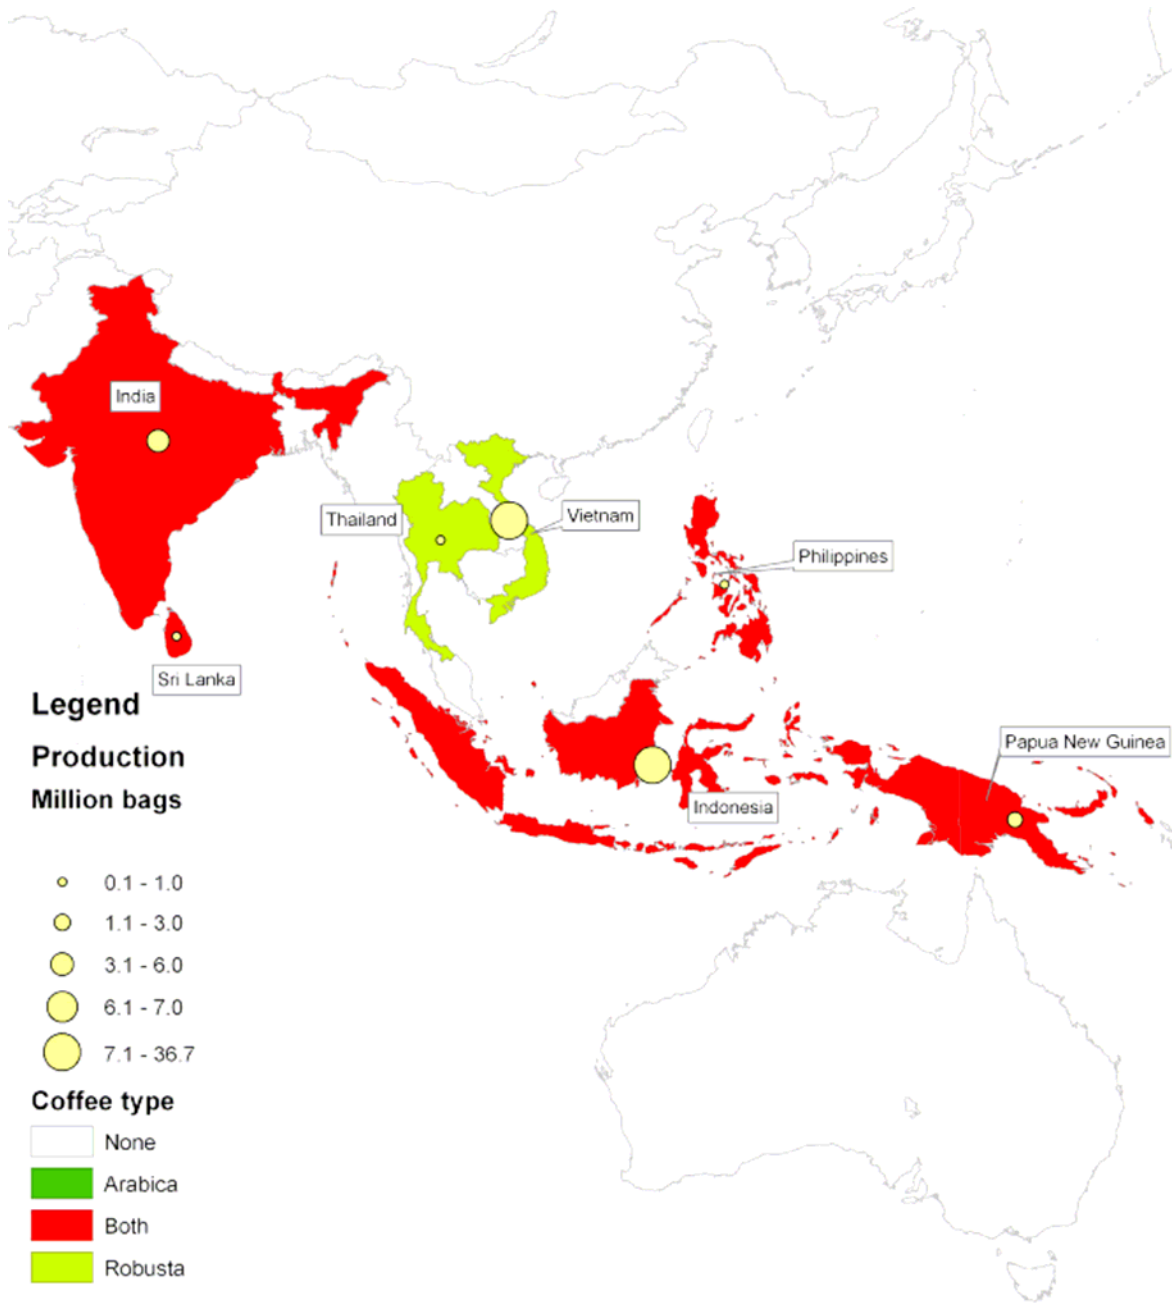 India
Thailand
Vietnam
Philippines
Sri Lanka
Papua New Guinea
Indonesia
Legend
Production
Million bags
0.1 - 1.0
1.1 - 3.0
3.1 - 6.0
6.1 - 7.0
7.1 - 36.7
Coffee type
None
Arabica
Both
Robusta